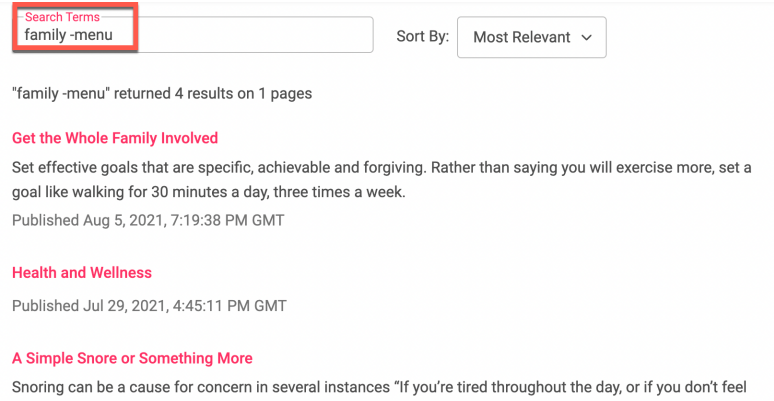 Search Terms
family -menu
Sort By:
Most Relevant
"family -menu" returned 4 results on 1 pages
Get the Whole Family Involved
Set effective goals that are specific, achievable and forgiving. Rather than saying you will exercise more, set a
goal like walking for 30 minutes a day, three times a week.
Published Aug 5, 2021, 7:19:38 PM GMT
Health and Wellness
Published Jul 29, 2021, 4:45:11 PM GMT
A Simple Snore or Something More
Snoring can be a cause for concern in several instances “If you’re tired throughout the day, or if you don’t feel